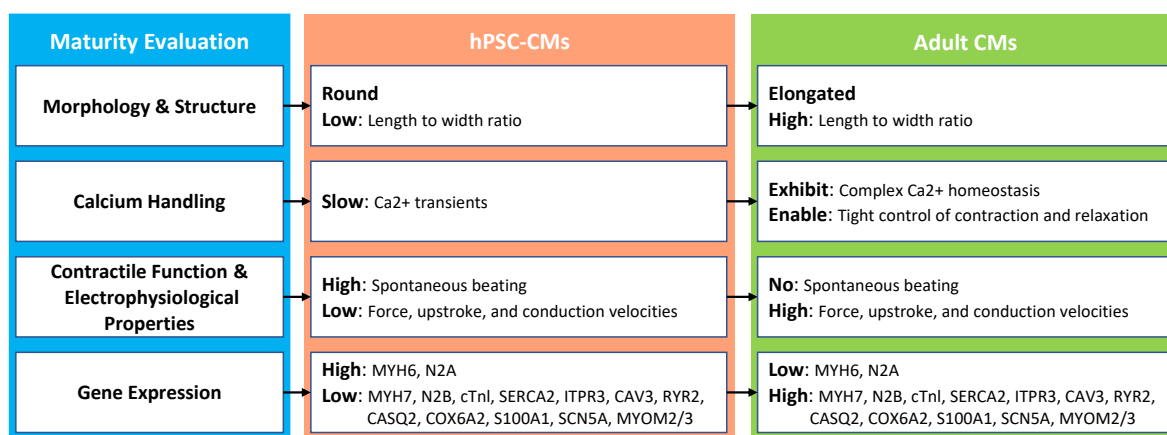 Maturity Evaluation
hPSC-CMs
Adult CMs
Morphology & Structure
Round
Low: Length to width ratio
Elongated
High: Length to width ratio
Calcium Handling
Slow: Ca2+ transients
Exhibit: Complex Ca2+ homeostasis
Enable: Tight control of contraction and relaxation
Contractile Function &
Electrophysiological
Properties
High: Spontaneous beating
Low: Force, upstroke, and conduction velocities
No: Spontaneous beating
High: Force, upstroke, and conduction velocities
Gene Expression
High: MYH6, N2A
Low: MYH7, N2B, cTnl, SERCA2, ITPR3, CAV3, RYR2,
CASQ2, COX6A2, S100A1, SCN5A, MYOM2/3
Low: MYH6, N2A
High: MYH7, N2B, cTnl, SERCA2, ITPR3, CAV3, RYR2,
CASQ2, COX6A2, S100A1, SCN5A, MYOM2/3